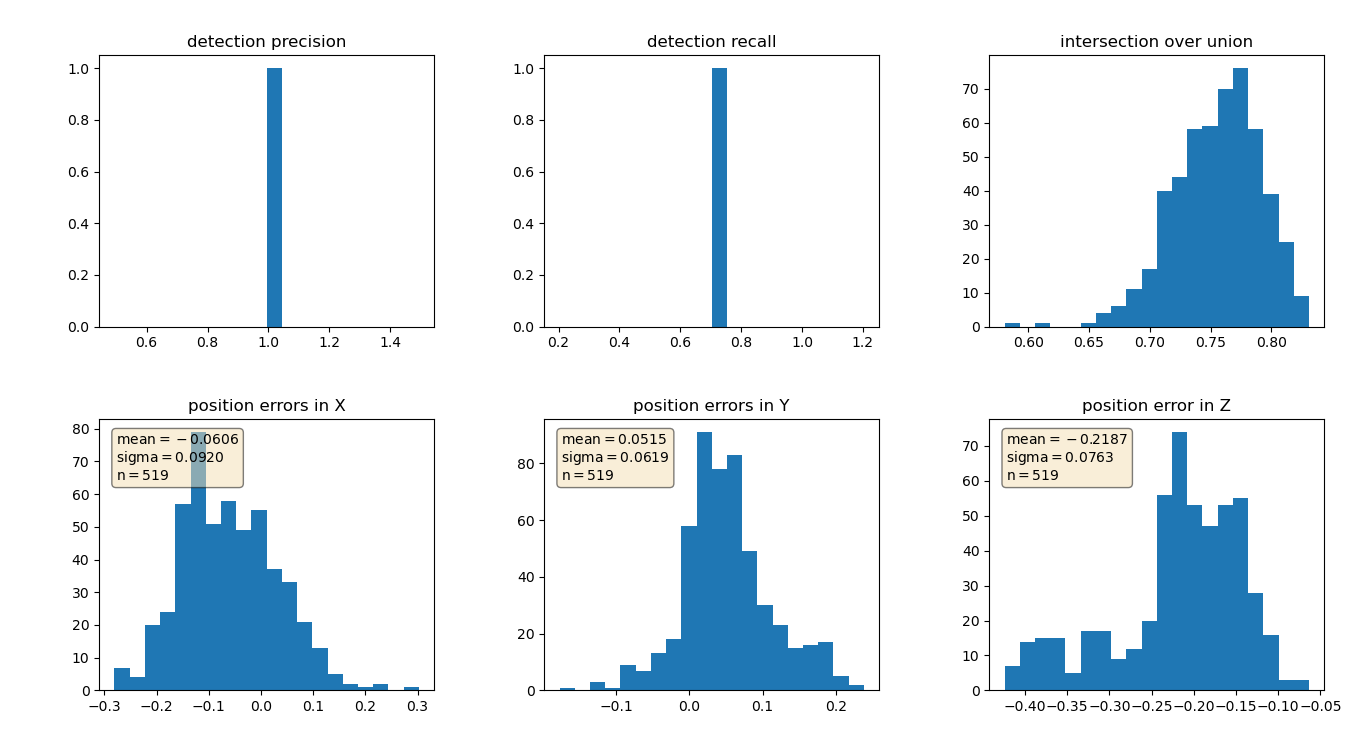 detection precision
detection recall
intersection over union
1.0
0.8
0.6
0.4
0.2
0.0
0.6 0.8 1.0 1.2 1.4
1.0
0.8
0.6
0.4
0.2
0.0
0.2 0.4 0.6 0.8 1.0 1.2
70
60
50
40
30
20
10
0
0.60 0.65 0.70 0.75 0.80
position errors in X
position errors in Y
position error in Z
80
70
60
50
40
30
20
10
0
mean = −0.0606
sigma = 0.0920
n = 519
−0.3 −0.2 −0.1 0.0 0.1 0.2 0.3
80
60
40
20
0
mean = 0.0515
sigma = 0.0619
n = 519
−0.1 0.0 0.1 0.2
70
60
50
40
30
20
10
0
mean = −0.2187
sigma = 0.0763
n = 519
−0.40 −0.35 −0.30 −0.25 −0.20 −0.15 −0.10 −0.05